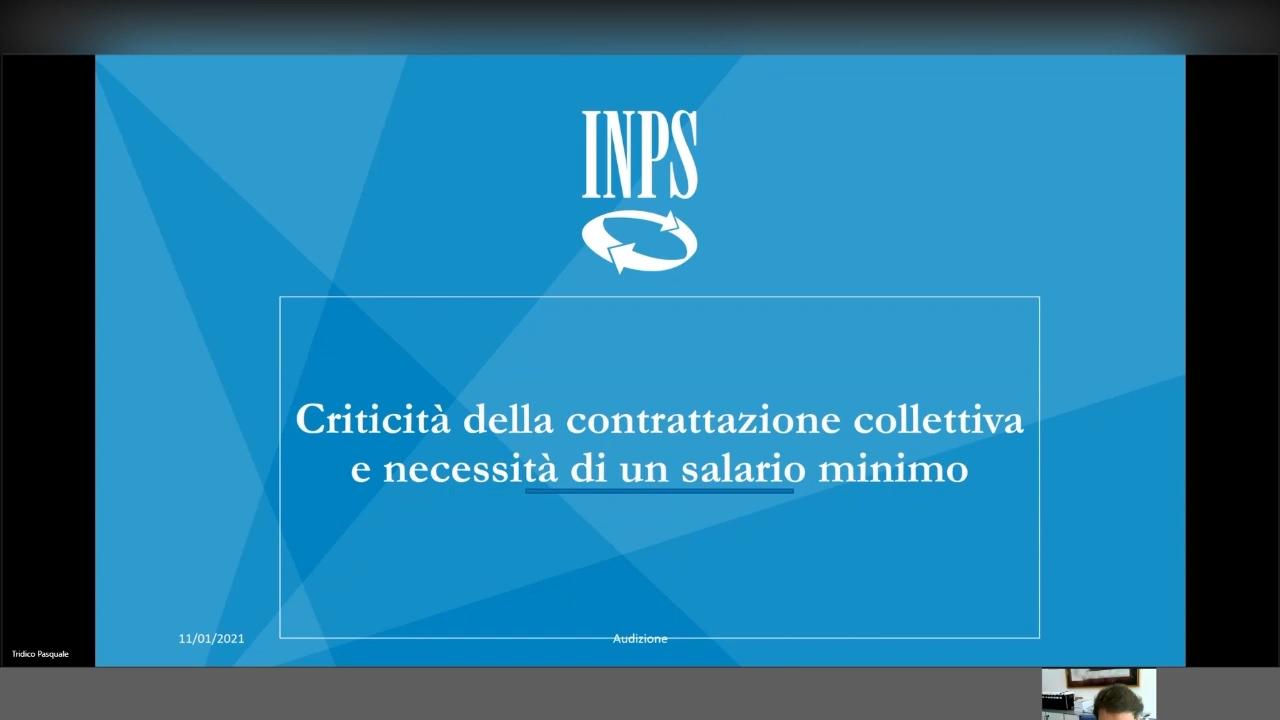 INPS
Criticità della contrattazione collettiva
e necessità di un salario minimo
11/01/2021
Audizione
Tridico Pasquale